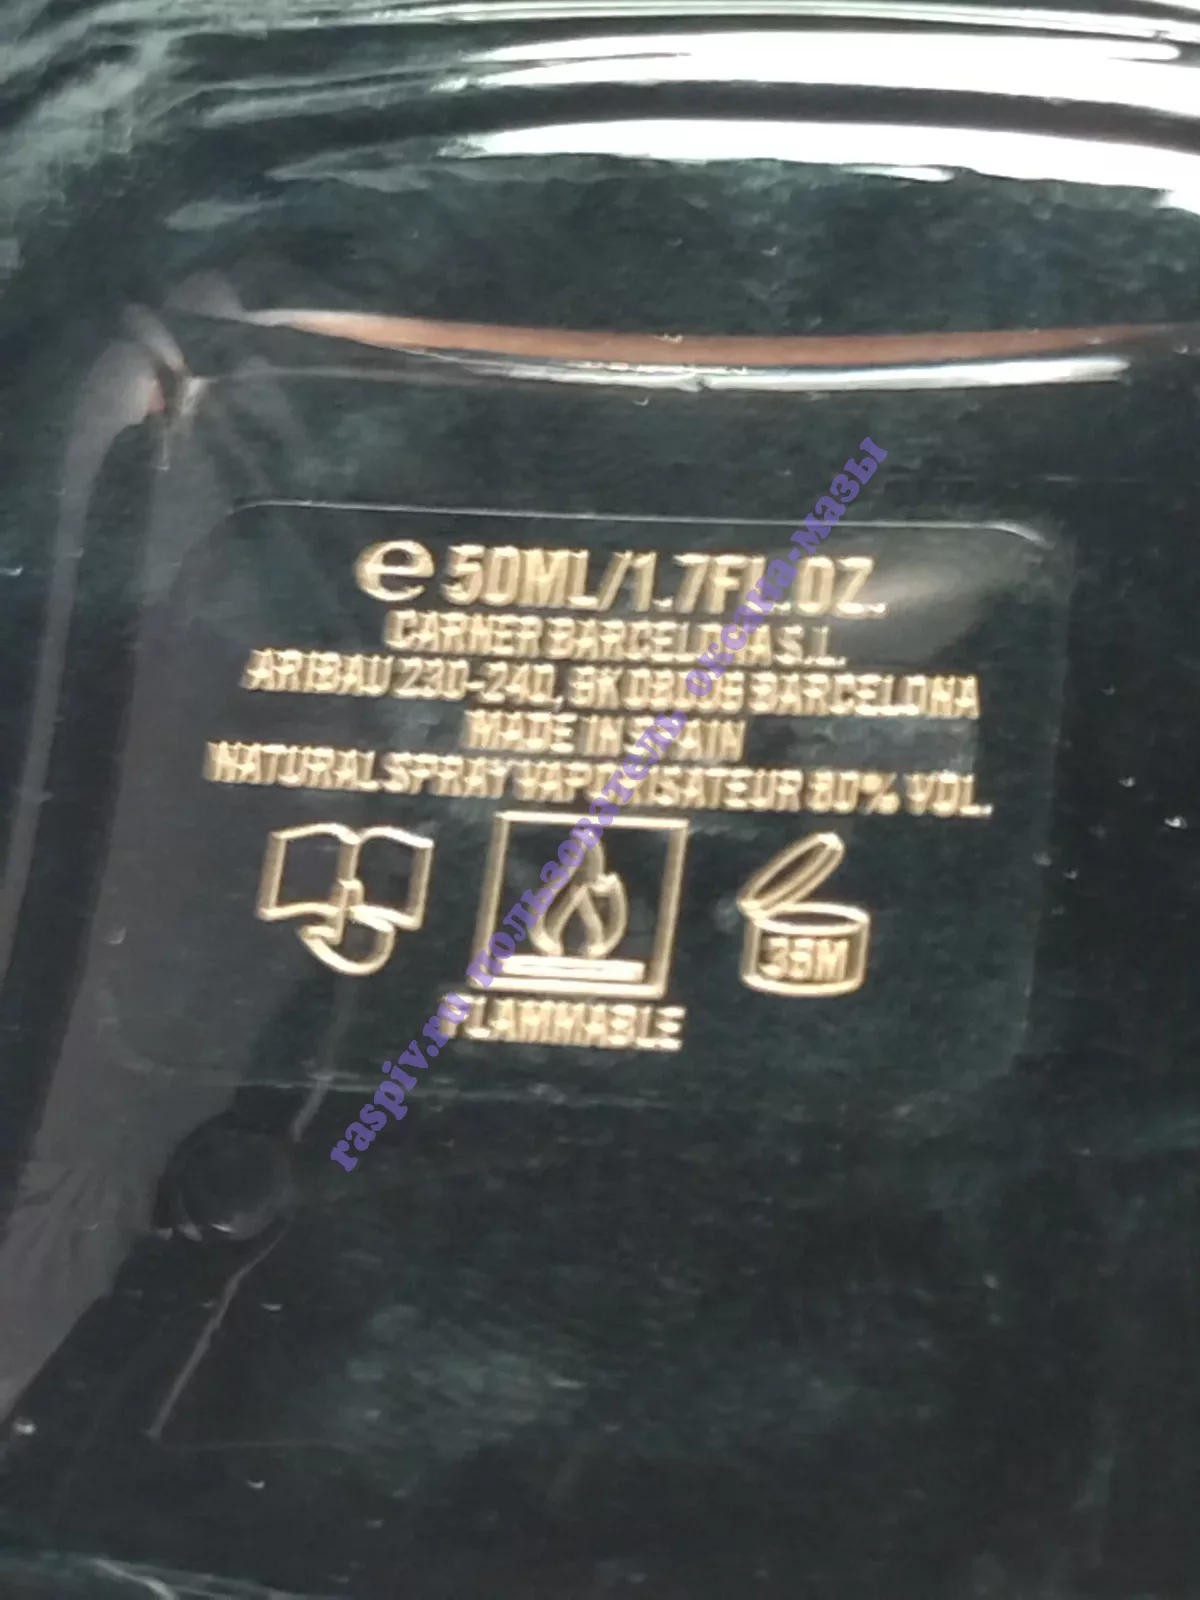 e 50ML/1.7FL.OZ.
CARNER BARCELONA S.L.
ARIBAU 230-240, 8K 08006 BARCELONA
MADE IN SPAIN
NATURAL SPRAY VAPORISATEUR 80% VOL.
36M
FLAMMABLE
raspiv.ru пользователь оксана-мазы